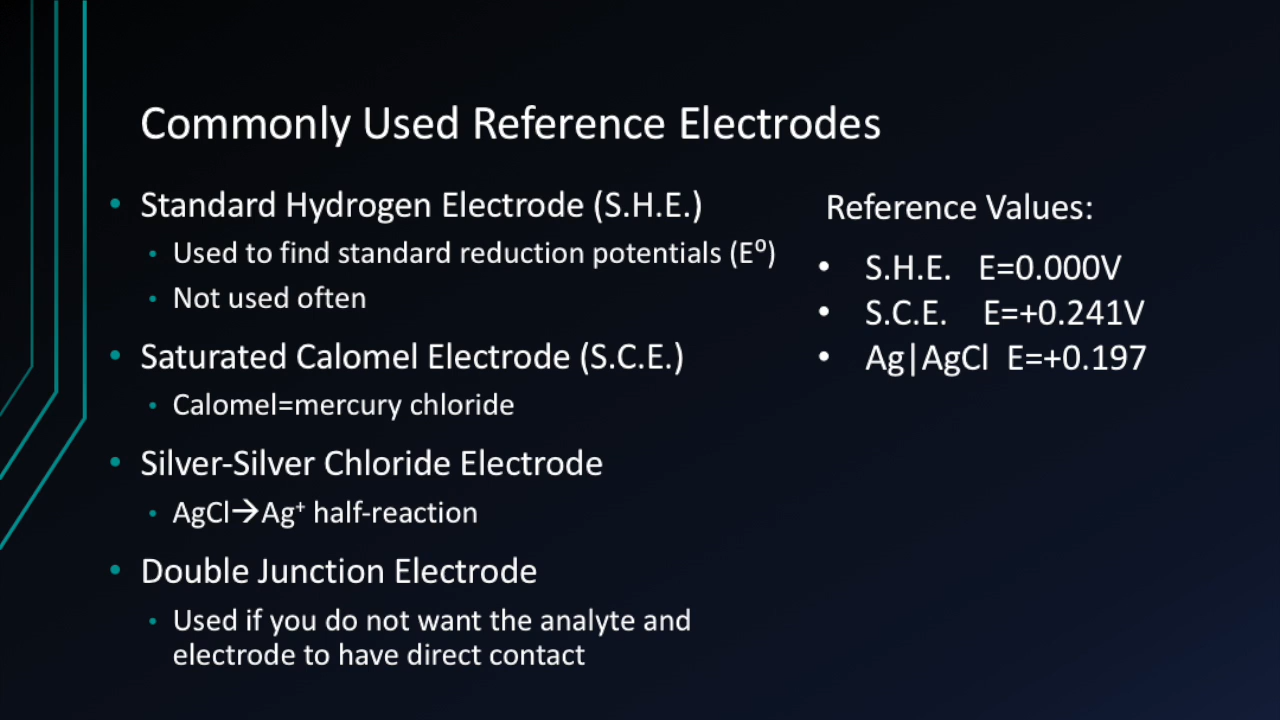 Commonly Used Reference Electrodes
• Standard Hydrogen Electrode (S.H.E.)
• Used to find standard reduction potentials (E⁰)
• Not used often
• Saturated Calomel Electrode (S.C.E.)
• Calomel=mercury chloride
• Silver-Silver Chloride Electrode
• AgCl→Ag⁺ half-reaction
• Double Junction Electrode
• Used if you do not want the analyte and
electrode to have direct contact
Reference Values:
• S.H.E. E=0.000V
• S.C.E. E=+0.241V
• Ag|AgCl E=+0.197